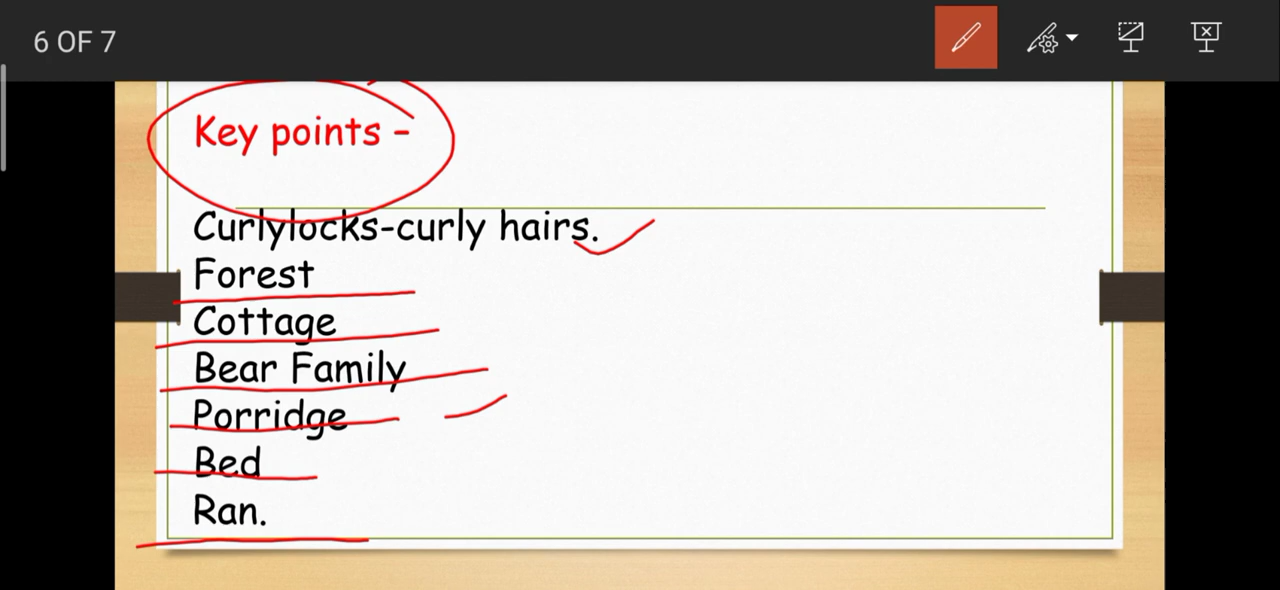 6 OF 7
Key points -
Curlylocks-curly hairs.
Forest
Cottage
Bear Family
Porridge
Bed
Ran.